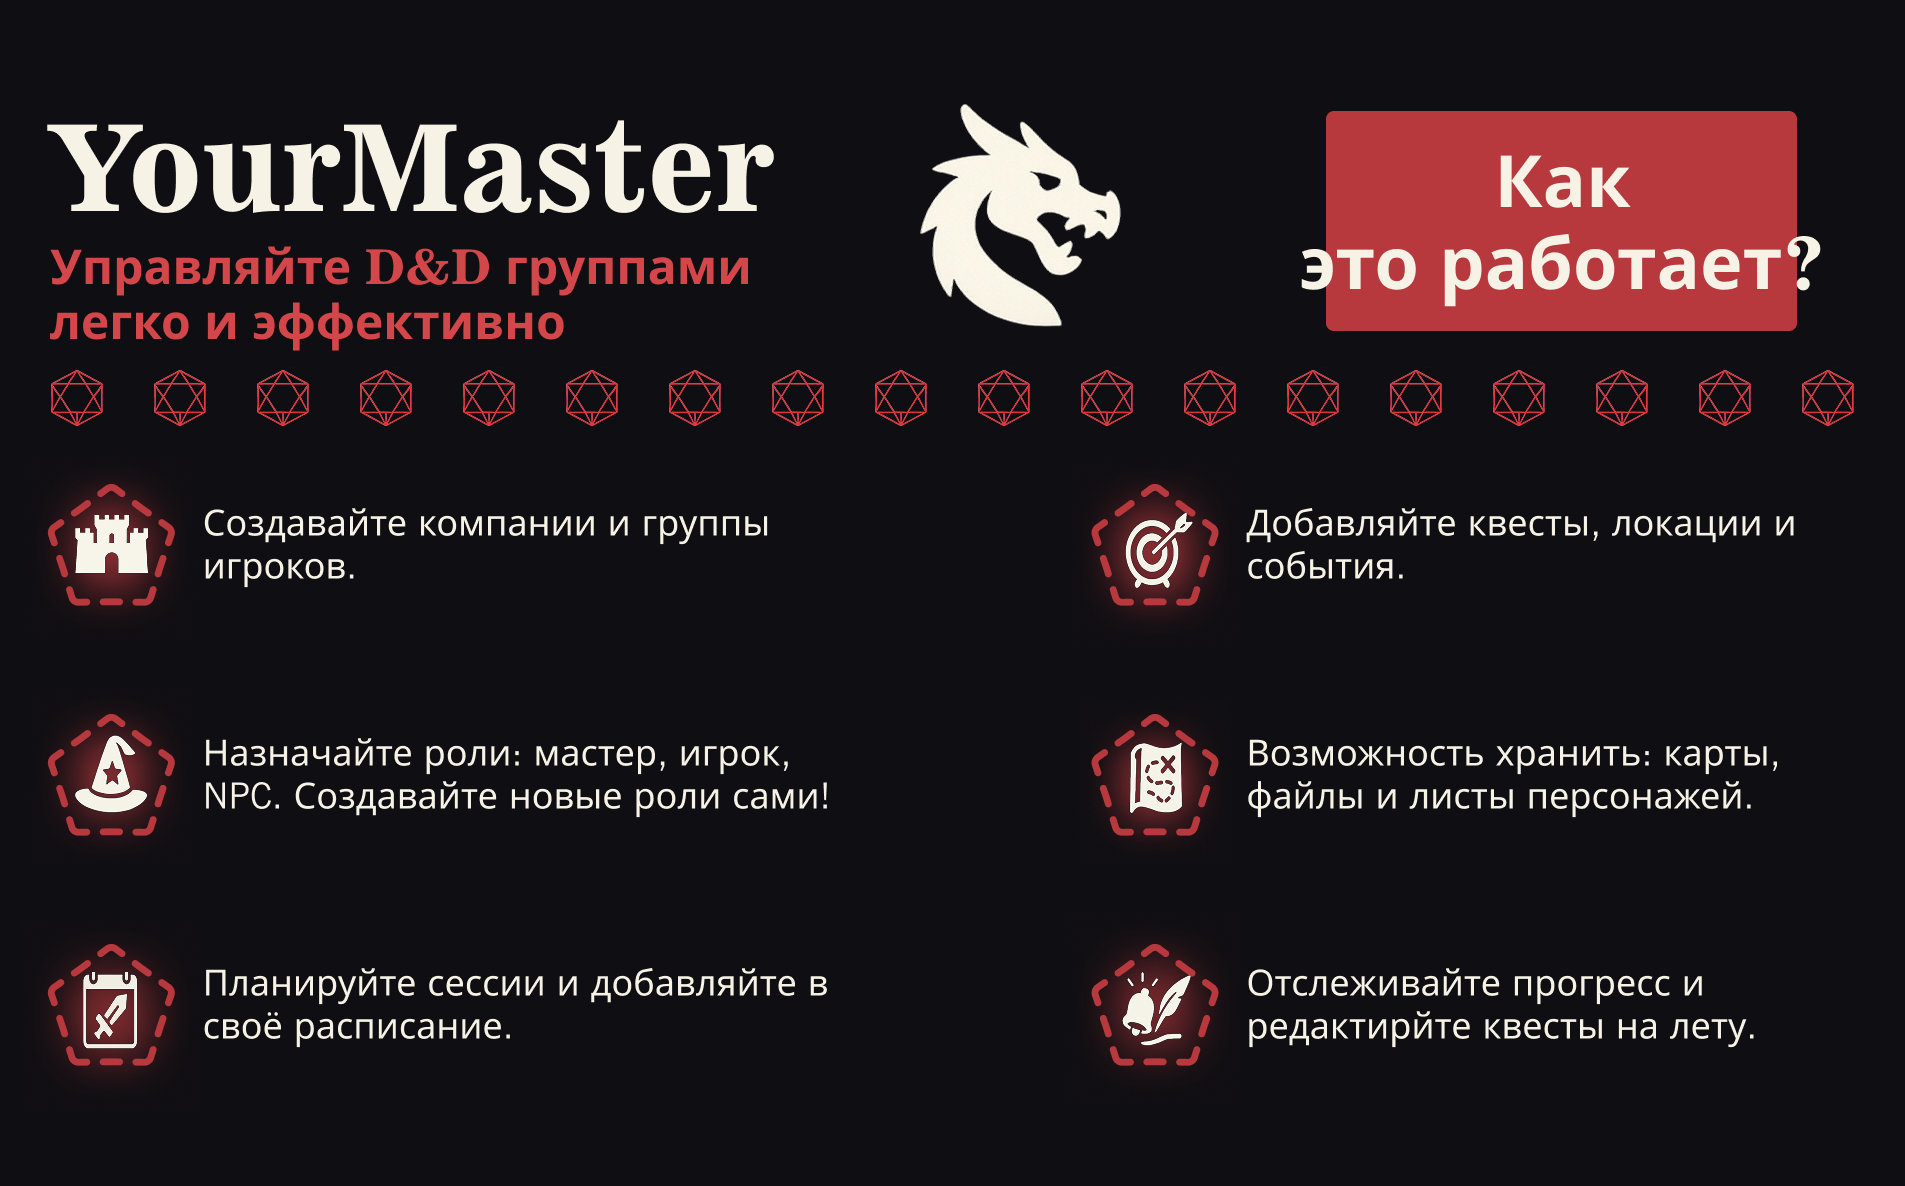 YourMaster
Управляйте D&D группами
легко и эффективно
Как
это работает?
Создавайте компании и группы
игроков.
Добавляйте квесты, локации и
события.
Назначайте роли: мастер, игрок,
NPC. Создавайте новые роли сами!
Возможность хранить: карты,
файлы и листы персонажей.
Планируйте сессии и добавляйте в
своё расписание.
Отслеживайте прогресс и
редактирйте квесты на лету.